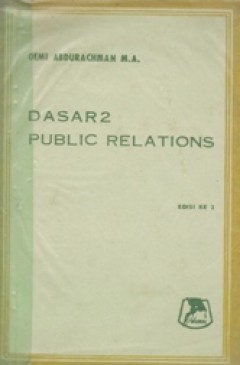 OEMI ABDURACHMAN M.A.
DASAR2
PUBLIC RELATIONS
EDISI KE 2